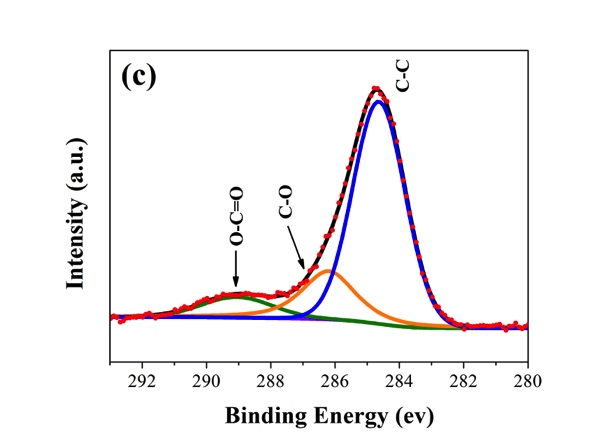 (c)
C-C
C-O
O-C=O
Intensity (a.u.)
292 290 288 286 284 282 280
Binding Energy (ev)